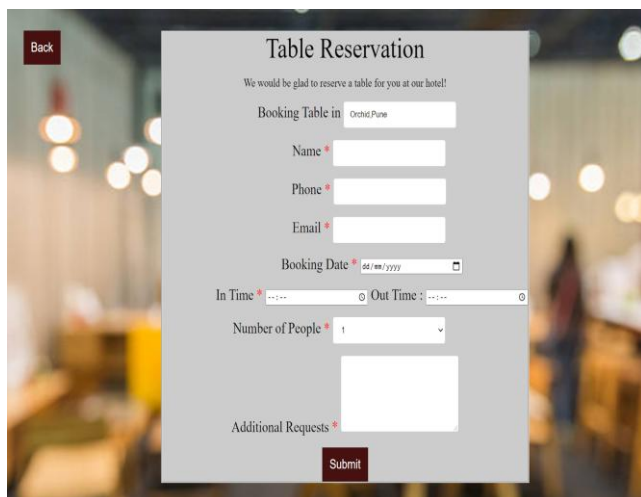 Back
Table Reservation
We would be glad to reserve a table for you at our hotel!
Booking Table in Orchid,Pune
Name *
Phone *
Email *
Booking Date * dd/mm/yyyy
In Time * --:-- Out Time : --:--
Number of People * 1
Additional Requests *
Submit